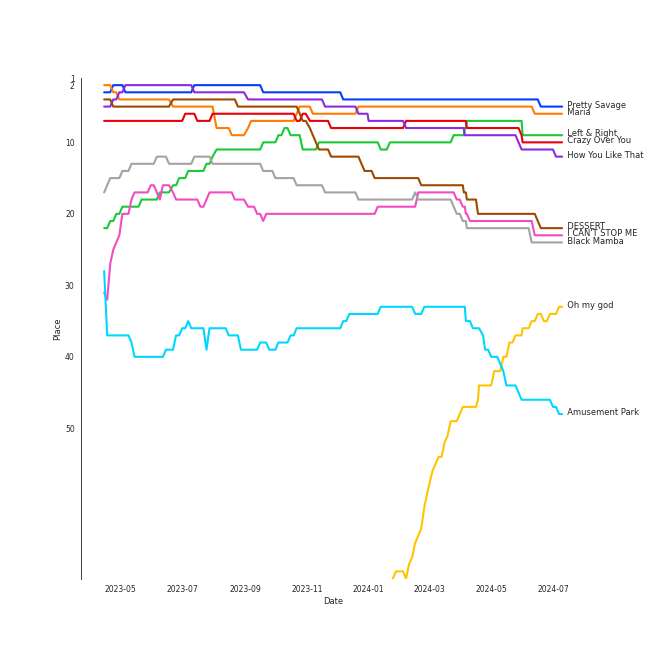 1
2
10
20
30
40
50
Place
Pretty Savage
Maria
Left & Right
Crazy Over You
How You Like That
DESSERT
I CAN'T STOP ME
Black Mamba
Oh my god
Amusement Park
2023-05
2023-07
2023-09
2023-11
2024-01
2024-03
2024-05
2024-07
Date